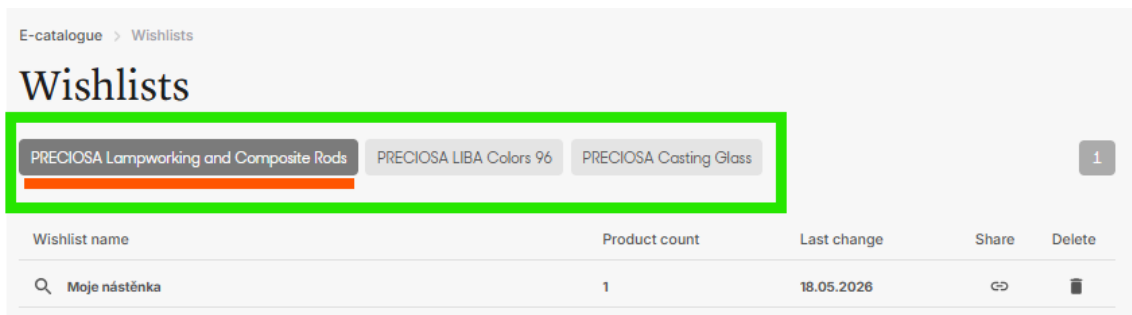 E-catalogue > Wishlists
Wishlists
PRECIOSA Lampworking and Composite Rods PRECIOSA LIBA Colors 96 PRECIOSA Casting Glass 1
Wishlist name Product count Last change Share Delete
Moje nástěnka 1 18.05.2026